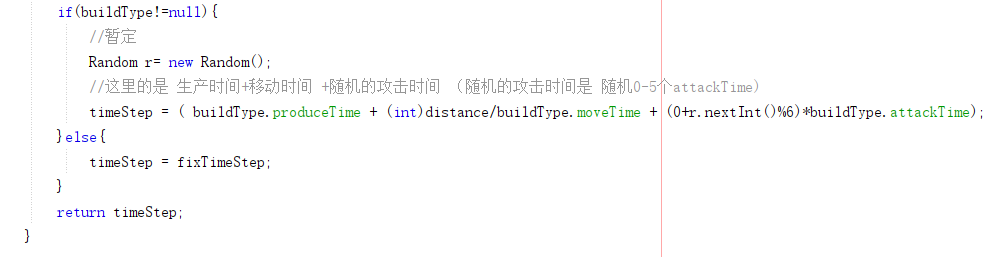 if(buildType!=null){
//暂定
Random r= new Random();
//这里的是 生产时间+移动时间 +随机的攻击时间 （随机的攻击时间是 随机0-5个attackTime)
timeStep = ( buildType.produceTime + (int)distance/buildType.moveTime + (0+r.nextInt()%6)*buildType.attackTime);
}else{
timeStep = fixTimeStep;
}
return timeStep;
}